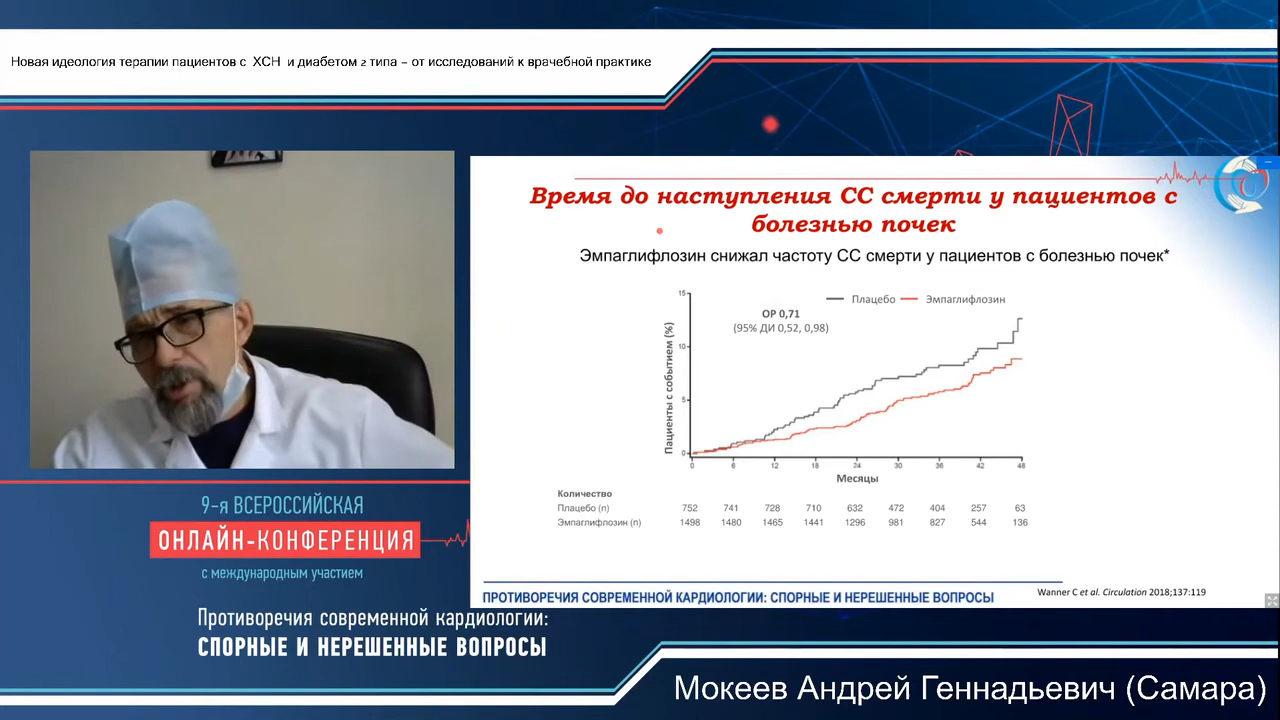 Новая идеология терапии пациентов с ХСН и диабетом 2 типа – от исследований к врачебной практике
Время до наступления СС смерти у пациентов с
болезнью почек
Эмпаглифлозин снижал частоту СС смерти у пациентов с болезнью почек*
Плацебо Эмпаглифлозин
ОР 0,71
(95% ДИ 0,52, 0,98)
Пациенты с событием (%)
15
10
5
0
0 6 12 18 24 30 36 42 48
Месяцы
Количество
Плацебо (n) 752 741 728 710 632 472 404 257 63
Эмпаглифлозин (n) 1498 1480 1465 1441 1296 981 827 544 136
ПРОТИВОРЕЧИЯ СОВРЕМЕННОЙ КАРДИОЛОГИИ: СПОРНЫЕ И НЕРЕШЕННЫЕ ВОПРОСЫ
Wanner C et al. Circulation 2018;137:119
9-я ВСЕРОССИЙСКАЯ
ОНЛАЙН-КОНФЕРЕНЦИЯ
с международным участием
Противоречия современной кардиологии:
СПОРНЫЕ И НЕРЕШЕННЫЕ ВОПРОСЫ
Мокеев Андрей Геннадьевич (Самара)